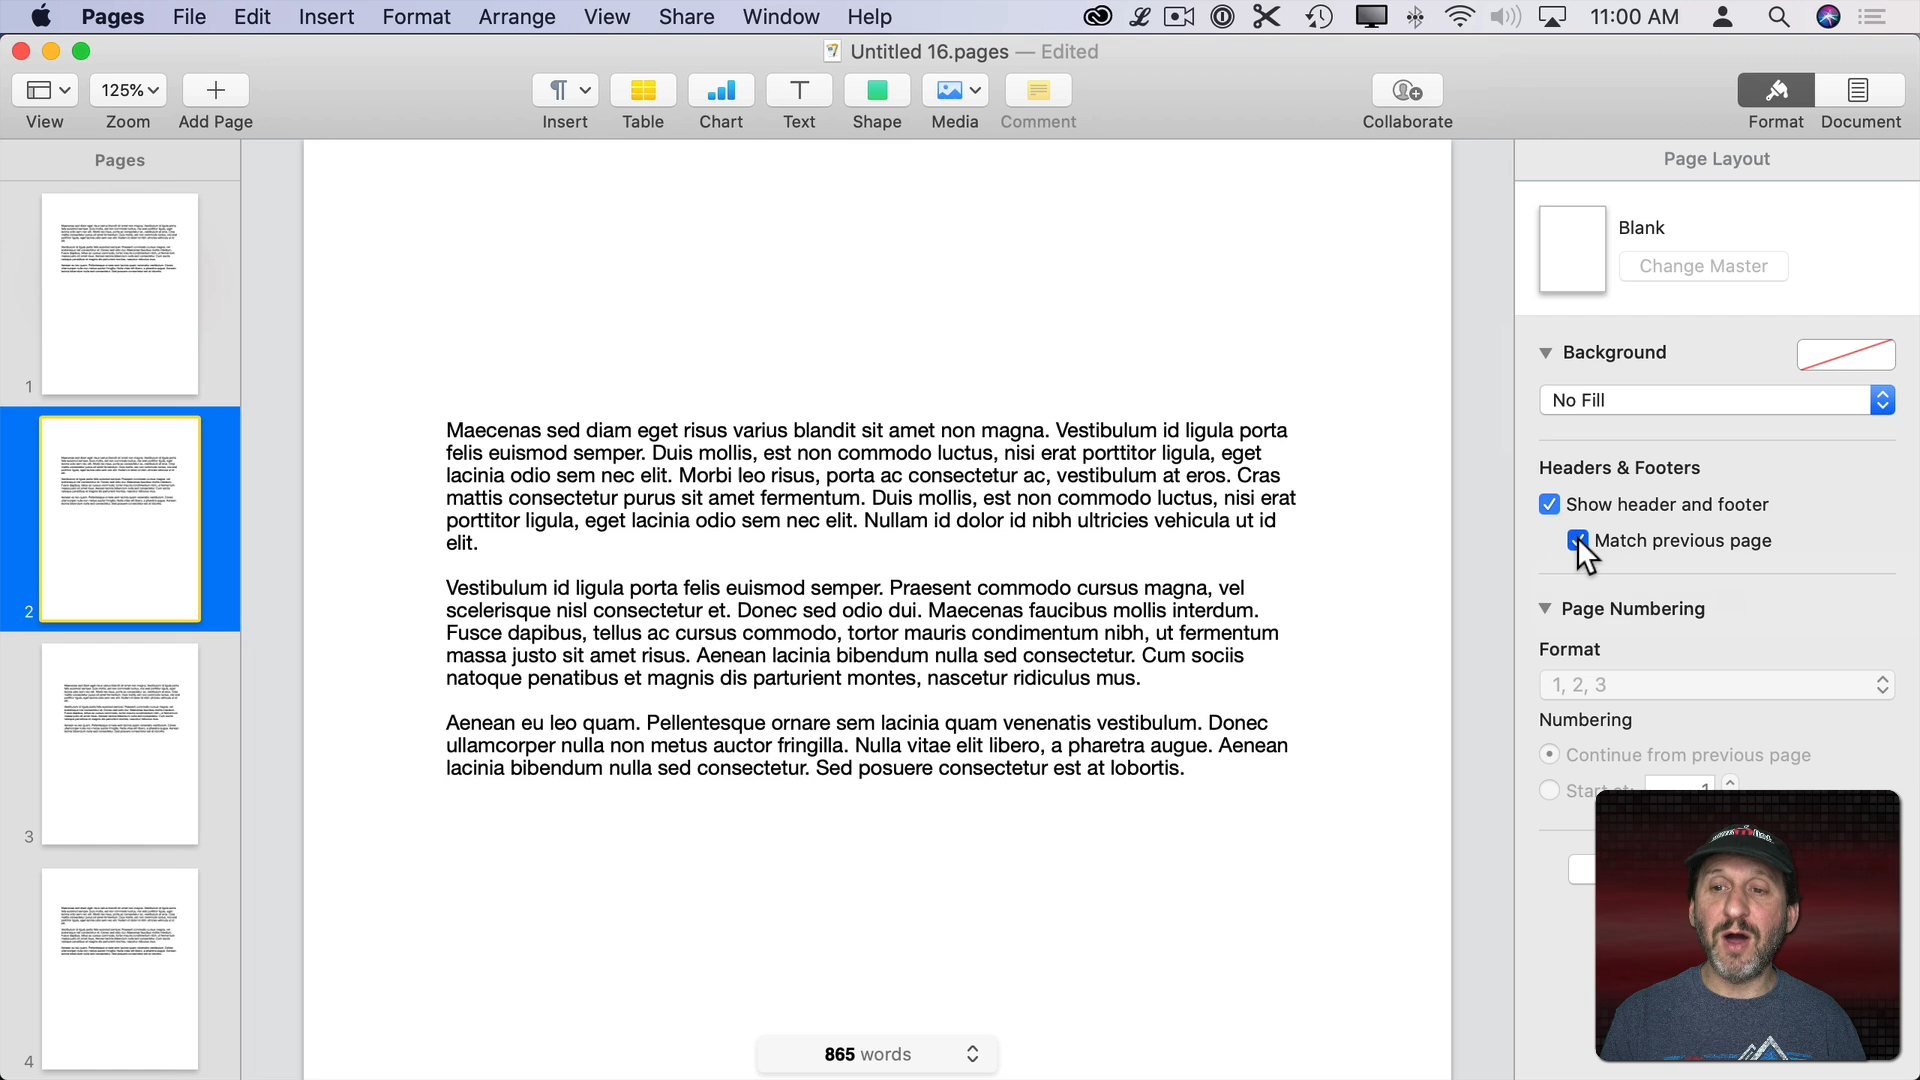 Pages File Edit Insert Format Arrange View Share Window Help 11:00 AM
Untitled 16.pages — Edited
125%
View Zoom Add Page Insert Table Chart Text Shape Media Comment Collaborate Format Document
Pages
Page Layout
1
2
3
4
Maecenas sed diam eget risus varius blandit sit amet non magna. Vestibulum id ligula porta
felis euismod semper. Duis mollis, est non commodo luctus, nisi erat porttitor ligula, eget
lacinia odio sem nec elit. Morbi leo risus, porta ac consectetur ac, vestibulum at eros. Cras
mattis consectetur purus sit amet fermentum. Duis mollis, est non commodo luctus, nisi erat
porttitor ligula, eget lacinia odio sem nec elit. Nullam id dolor id nibh ultricies vehicula ut id
elit.
Vestibulum id ligula porta felis euismod semper. Praesent commodo cursus magna, vel
scelerisque nisl consectetur et. Donec sed odio dui. Maecenas faucibus mollis interdum.
Fusce dapibus, tellus ac cursus commodo, tortor mauris condimentum nibh, ut fermentum
massa justo sit amet risus. Aenean lacinia bibendum nulla sed consectetur. Cum sociis
natoque penatibus et magnis dis parturient montes, nascetur ridiculus mus.
Aenean eu leo quam. Pellentesque ornare sem lacinia quam venenatis vestibulum. Donec
ullamcorper nulla non metus auctor fringilla. Nulla vitae elit libero, a pharetra augue. Aenean
lacinia bibendum nulla sed consectetur. Sed posuere consectetur est at lobortis.
865 words
Blank
Change Master
Background
No Fill
Headers & Footers
Show header and footer
Match previous page
Page Numbering
Format
1, 2, 3
Numbering
Continue from previous page
Start at: 1